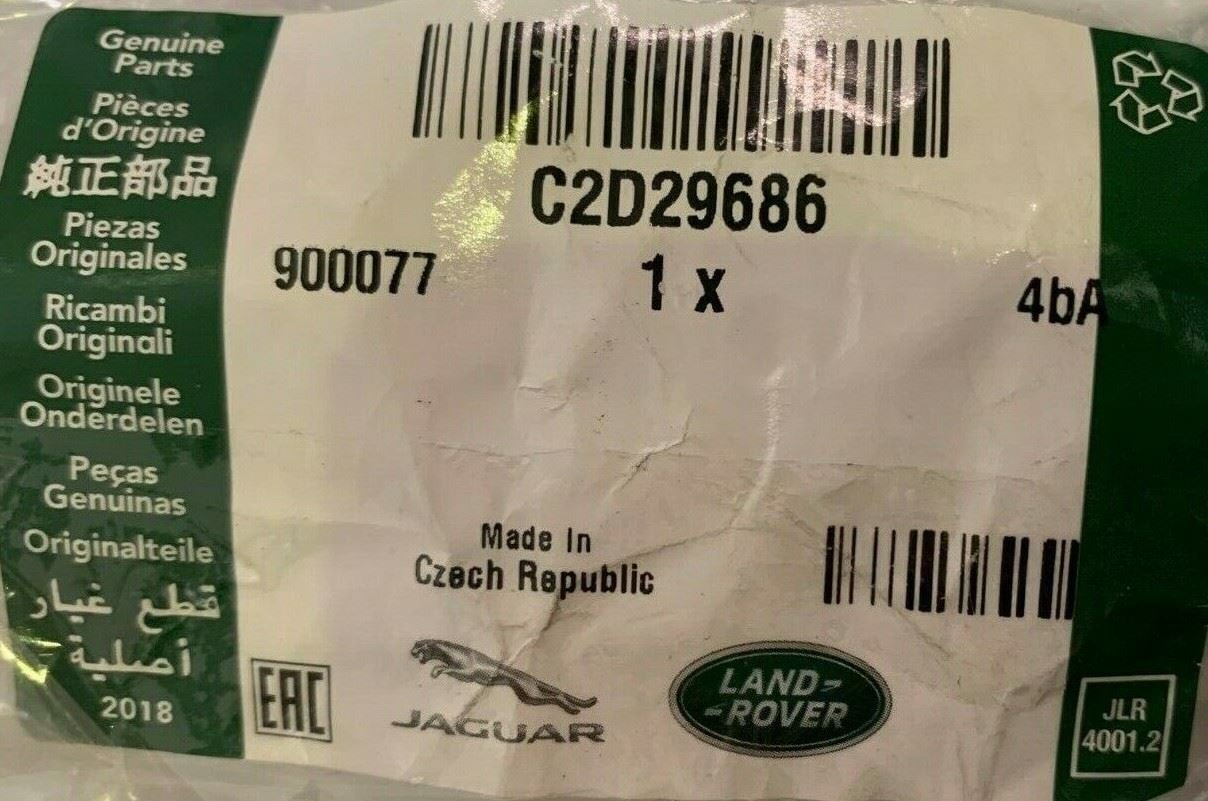 Genuine
Parts
Pièces
d'Origine
純正部品
Piezas
Originales
Ricambi
Originali
Originele
Onderdelen
Peças
Genuinas
Originalteile
قطع غيار
أصلية
2018
C2D29686
900077
1 x
4bA
Made In
Czech Republic
EAC
JAGUAR
LAND-
-ROVER
JLR
4001.2